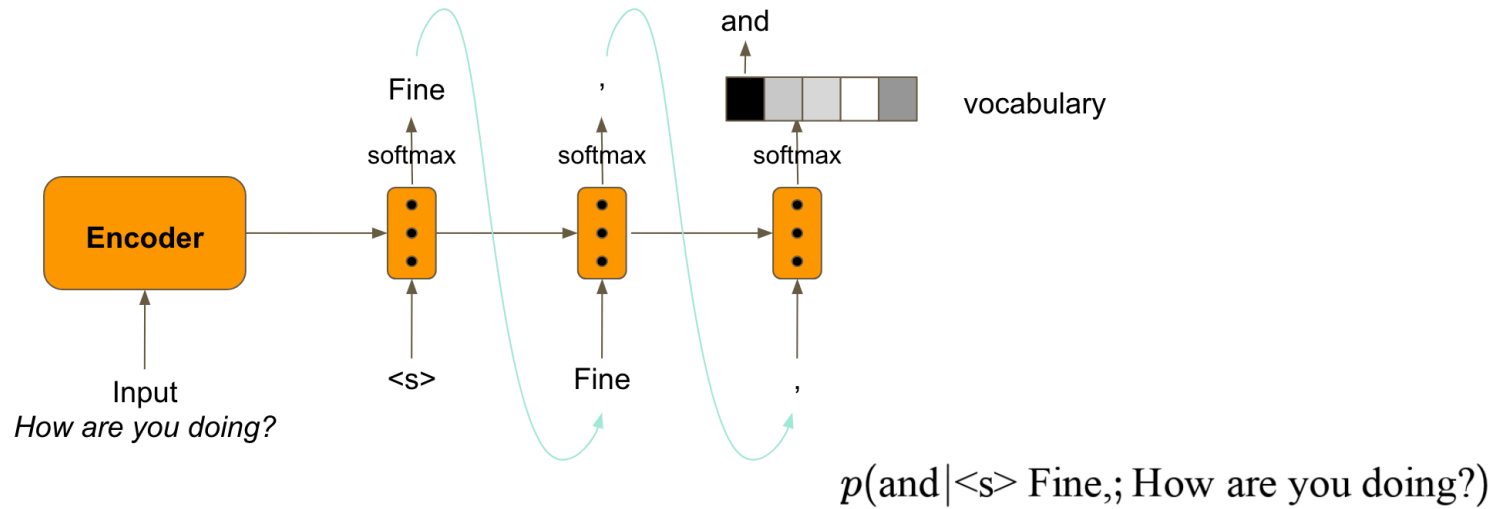 and
Fine
,
vocabulary
softmax
softmax
softmax
Encoder
<s>
Fine
,
Input
How are you doing?
p(and|<s> Fine,; How are you doing?)